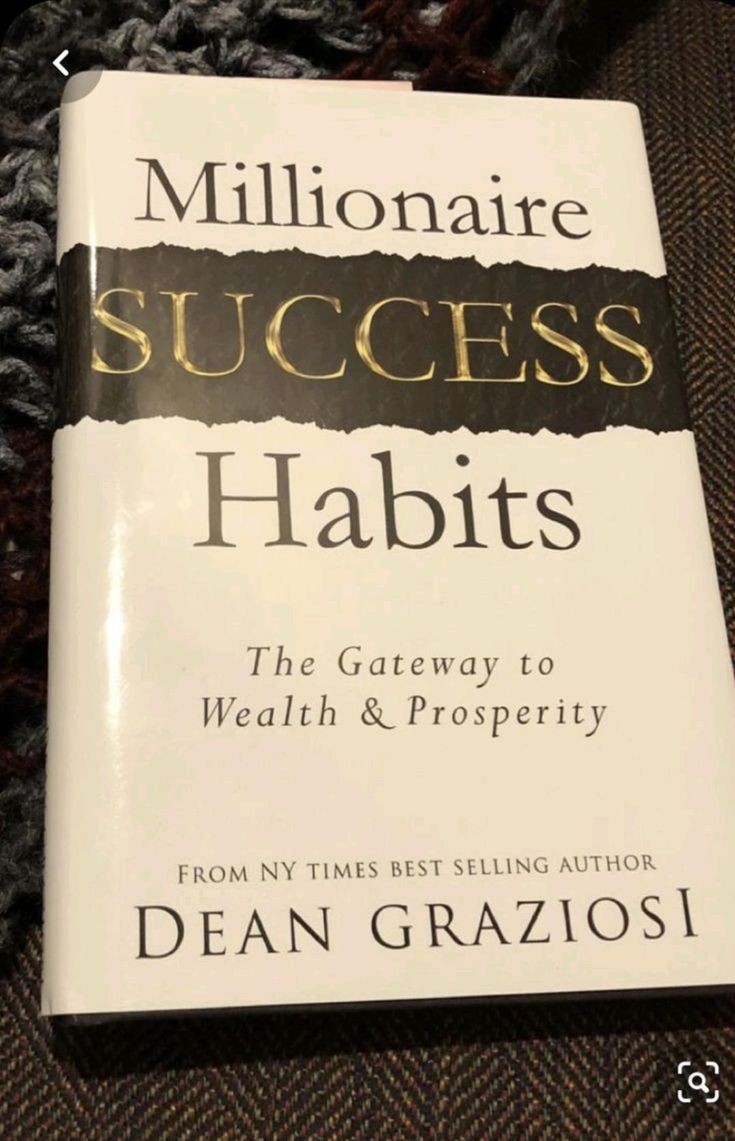 Millionaire
SUCCESS
Habits
The Gateway to
Wealth & Prosperity
FROM NY TIMES BEST SELLING AUTHOR
DEAN GRAZIOSI